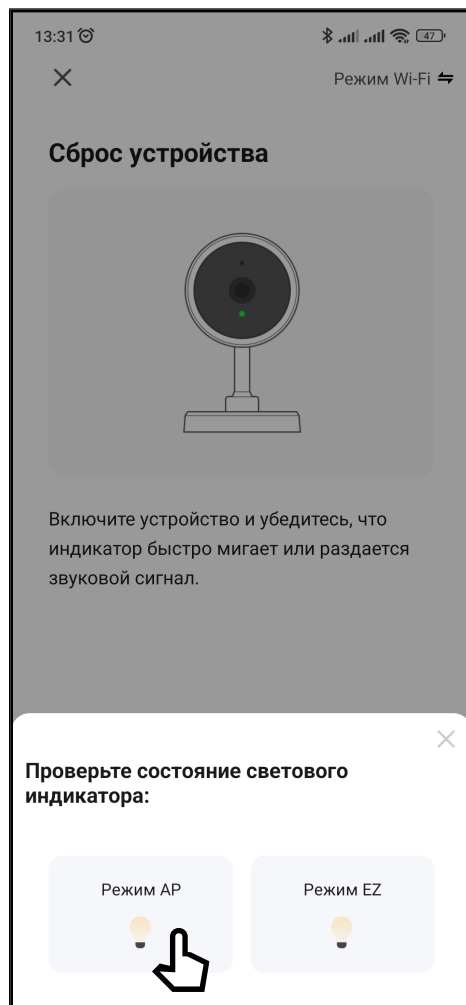 13:31
47
Режим Wi-Fi
Сброс устройства
Включите устройство и убедитесь, что
индикатор быстро мигает или раздается
звуковой сигнал.
Проверьте состояние светового
индикатора:
Режим AP
Режим EZ